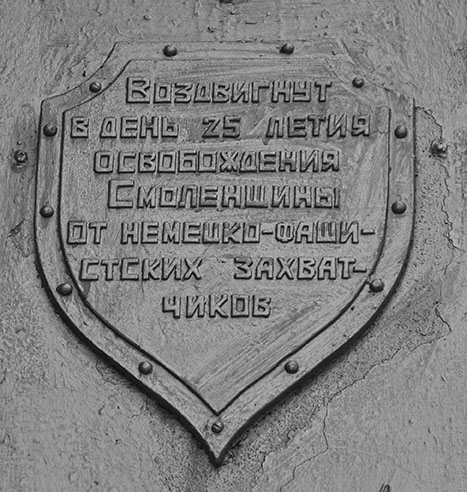 Воздвигнут
в день 25 летия
освобождения
Смоленщины
от немецко-фаши-
стских захват-
чиков